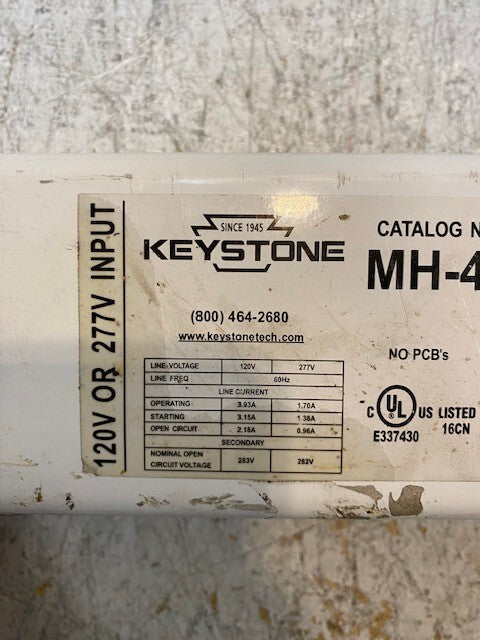 120V OR 277V INPUT
SINCE 1945
KEYSTONE
(800) 464-2680
www.keystonetech.com
LINE VOLTAGE 120V 277V
LINE FREQ 60Hz
LINE CURRENT
OPERATING 3.93A 1.70A
STARTING 3.15A 1.38A
OPEN CIRCUIT 2.18A 0.96A
SECONDARY
NOMINAL OPEN
CIRCUIT VOLTAGE 283V 282V
CATALOG N
MH-4
NO PCB's
C UL US LISTED
E337430 16CN